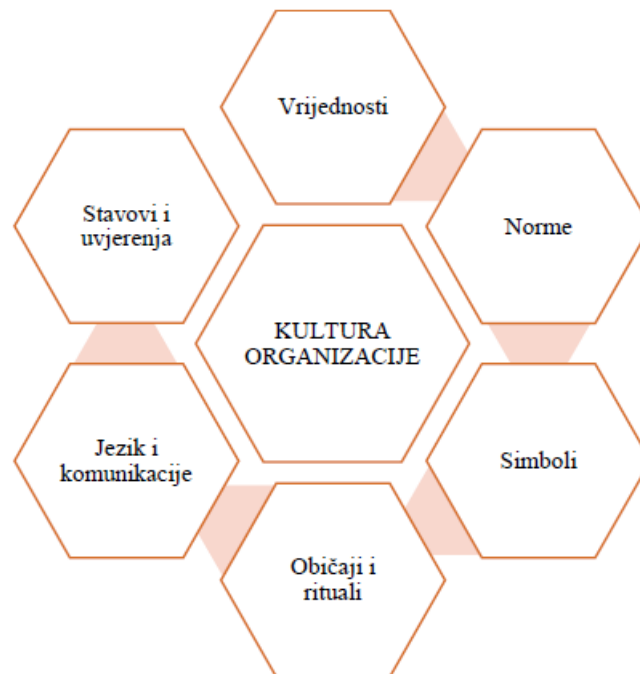 Vrijednosti
Stavovi i
uvjerenja
Norme
KULTURA
ORGANIZACIJE
Jezik i
komunikacije
Simboli
Običaji i
rituali